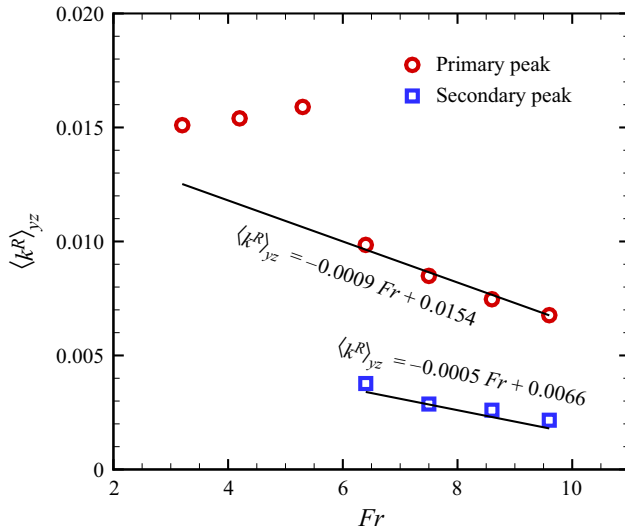 0.020
0.015
0.010
0.005
0
2
4
6
8
10
⟨k^R⟩_yz
Fr
Primary peak
Secondary peak
⟨k^R⟩_yz = −0.0009 Fr + 0.0154
⟨k^R⟩_yz = −0.0005 Fr + 0.0066